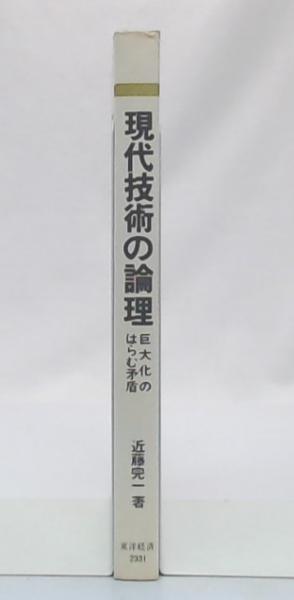 現代技術の論理
巨大化の
はらむ矛盾
近藤完一著
東洋経済
2931